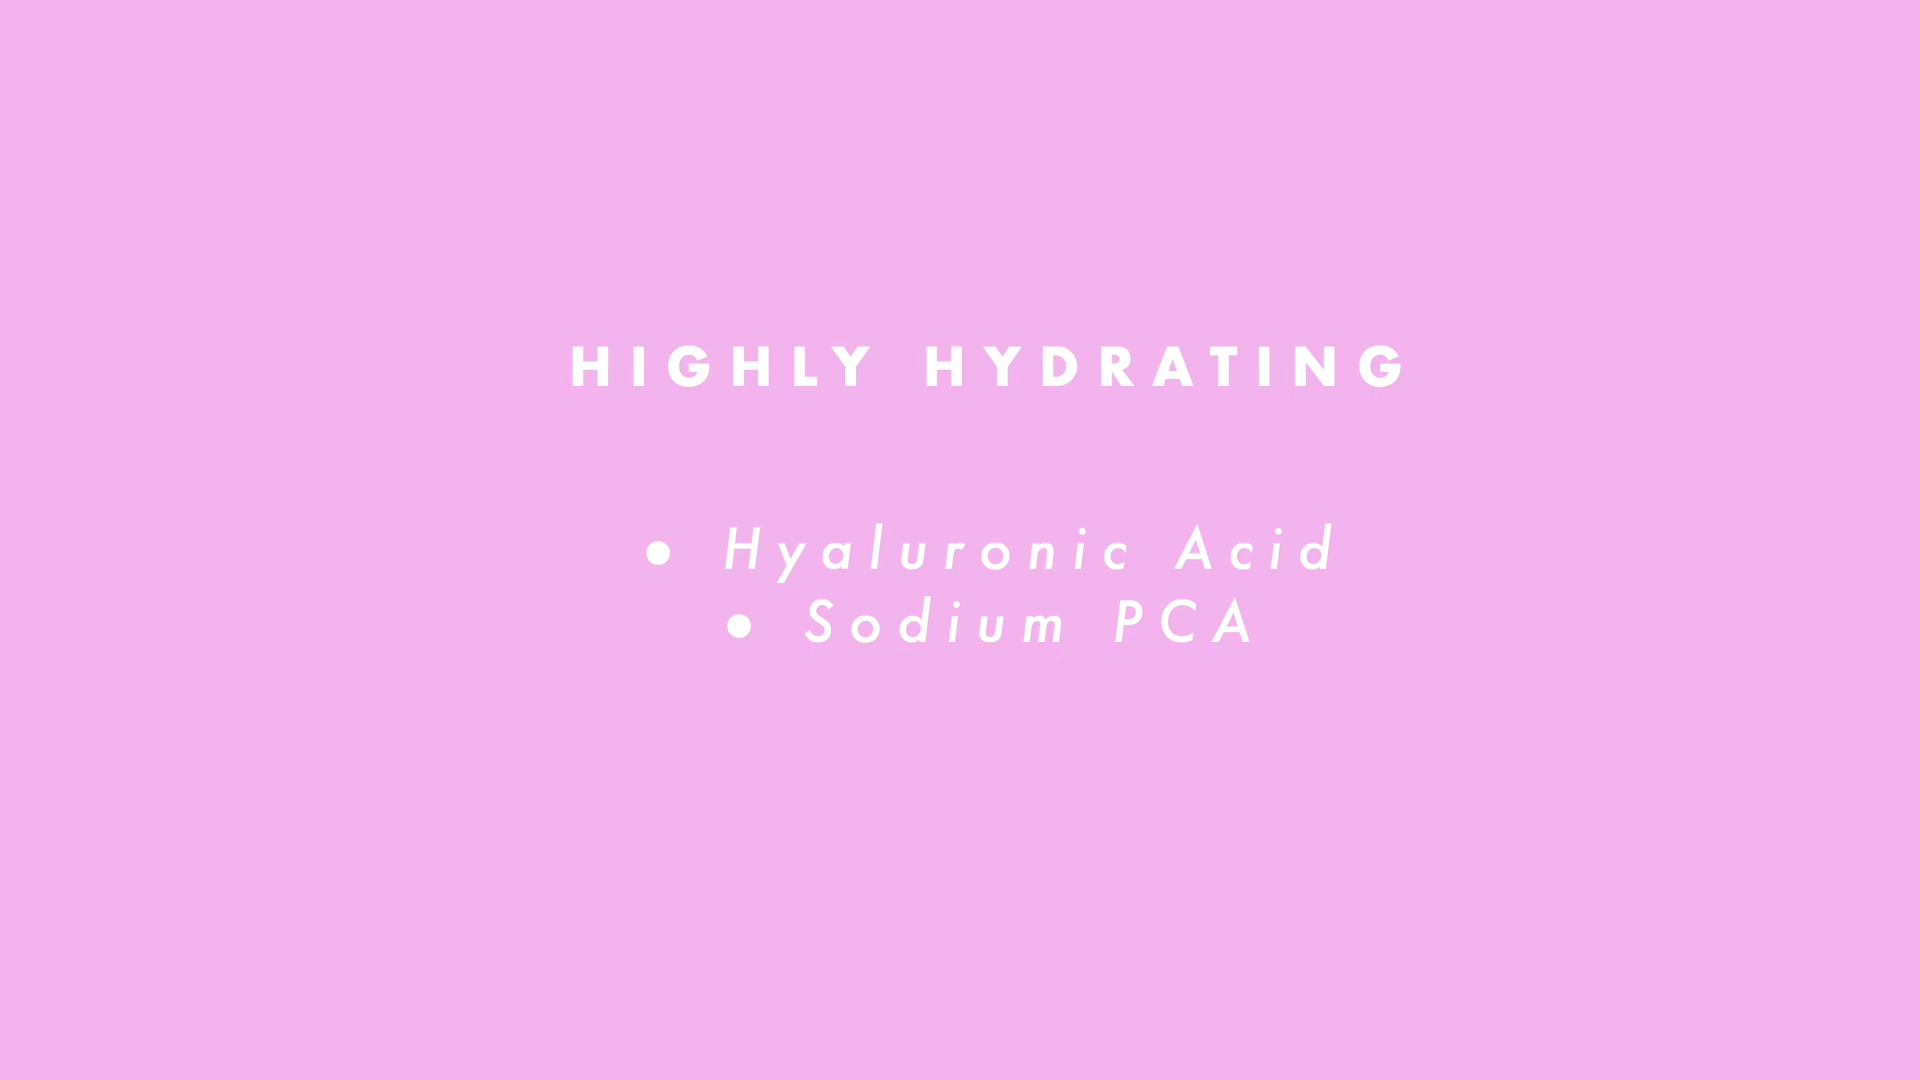 HIGHLY HYDRATING
● Hyaluronic Acid
● Sodium PCA